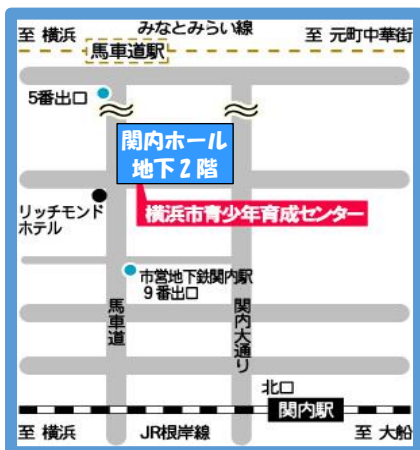 みなとみらい線
至 横浜
至 元町中華街
馬車道駅
5番出口
関内ホール
地下2階
リッチモンド
ホテル
横浜市青少年育成センター
市営地下鉄関内駅
9番出口
馬車道
関内大通り
北口
関内駅
至 横浜
JR根岸線
至 大船